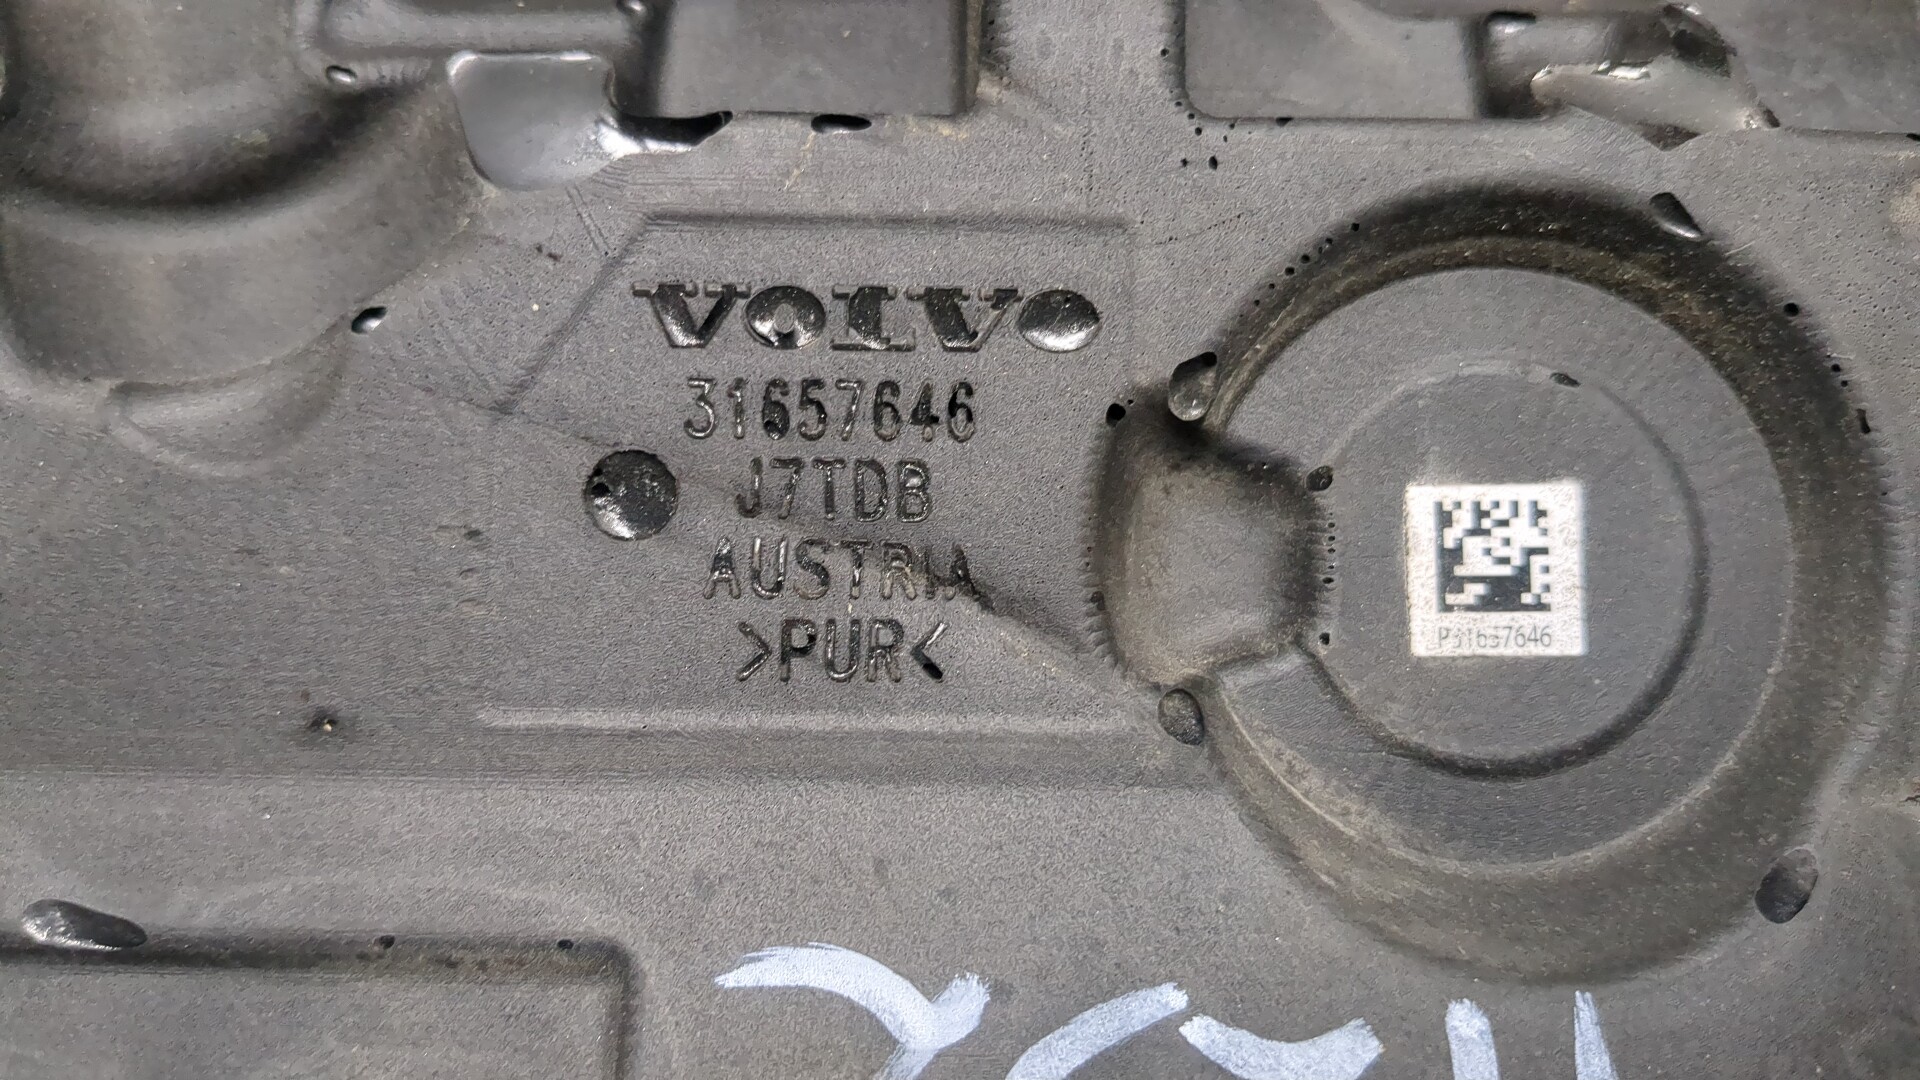 VOLVO
31657646
J7TDB
AUSTRIA
>PUR<
P31657646